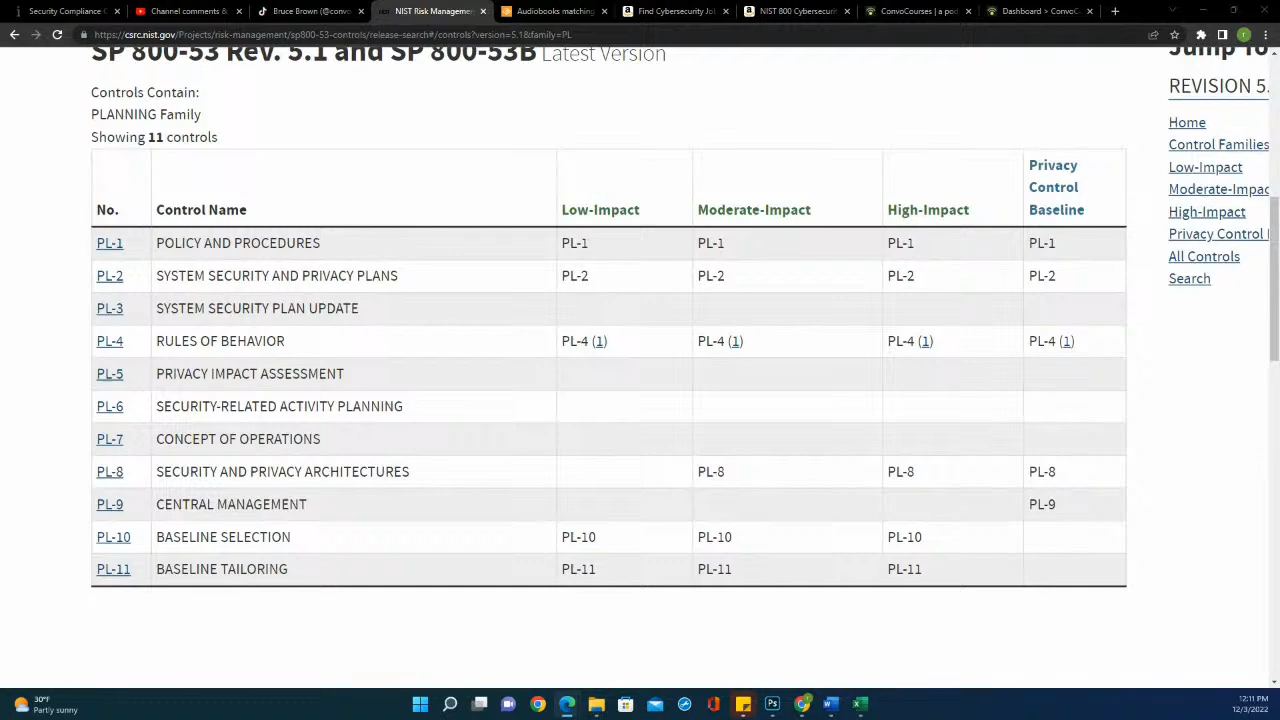 Security Compliance C
Channel comments &
Bruce Brown (@convo
NIST Risk Manageme
Audiobooks matching
Find Cybersecurity Jo
NIST 800 Cybersecurity
ConvoCourses ( a pod
Dashboard > ConvoC
https://csrc.nist.gov/Projects/risk-management/sp800-53-controls/release-search#/controls?version=5.1&family=PL
SP 800-53 Rev. 5.1 and SP 800-53B Latest Version
Controls Contain:
PLANNING Family
Showing 11 controls
No. Control Name Low-Impact Moderate-Impact High-Impact Privacy Control Baseline
PL-1 POLICY AND PROCEDURES PL-1 PL-1 PL-1 PL-1
PL-2 SYSTEM SECURITY AND PRIVACY PLANS PL-2 PL-2 PL-2 PL-2
PL-3 SYSTEM SECURITY PLAN UPDATE
PL-4 RULES OF BEHAVIOR PL-4 (1) PL-4 (1) PL-4 (1) PL-4 (1)
PL-5 PRIVACY IMPACT ASSESSMENT
PL-6 SECURITY-RELATED ACTIVITY PLANNING
PL-7 CONCEPT OF OPERATIONS
PL-8 SECURITY AND PRIVACY ARCHITECTURES PL-8 PL-8 PL-8
PL-9 CENTRAL MANAGEMENT PL-9
PL-10 BASELINE SELECTION PL-10 PL-10 PL-10
PL-11 BASELINE TAILORING PL-11 PL-11 PL-11
Jump To
REVISION 5.
Home
Control Families
Low-Impact
Moderate-Impac
High-Impact
Privacy Control
All Controls
Search
30°F
Partly sunny
12:11 PM
12/3/2022